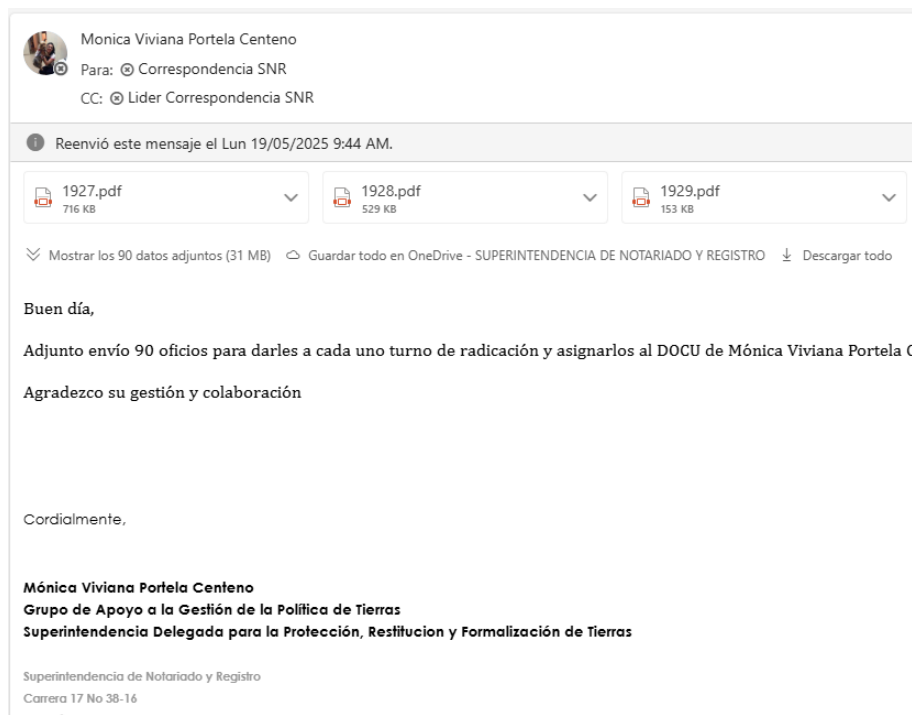 Monica Viviana Portela Centeno
Para: Correspondencia SNR
CC: Lider Correspondencia SNR
Reenvió este mensaje el Lun 19/05/2025 9:44 AM.
1927.pdf
716 KB
1928.pdf
529 KB
1929.pdf
153 KB
Mostrar los 90 datos adjuntos (31 MB) Guardar todo en OneDrive - SUPERINTENDENCIA DE NOTARIADO Y REGISTRO Descargar todo
Buen día,
Adjunto envío 90 oficios para darles a cada uno turno de radicación y asignarlos al DOCU de Mónica Viviana Portela
Agradezco su gestión y colaboración
Cordialmente,
Mónica Viviana Portela Centeno
Grupo de Apoyo a la Gestión de la Política de Tierras
Superintendencia Delegada para la Protección, Restitucion y Formalización de Tierras
Superintendencia de Notariado y Registro
Carrera 17 No 38-16